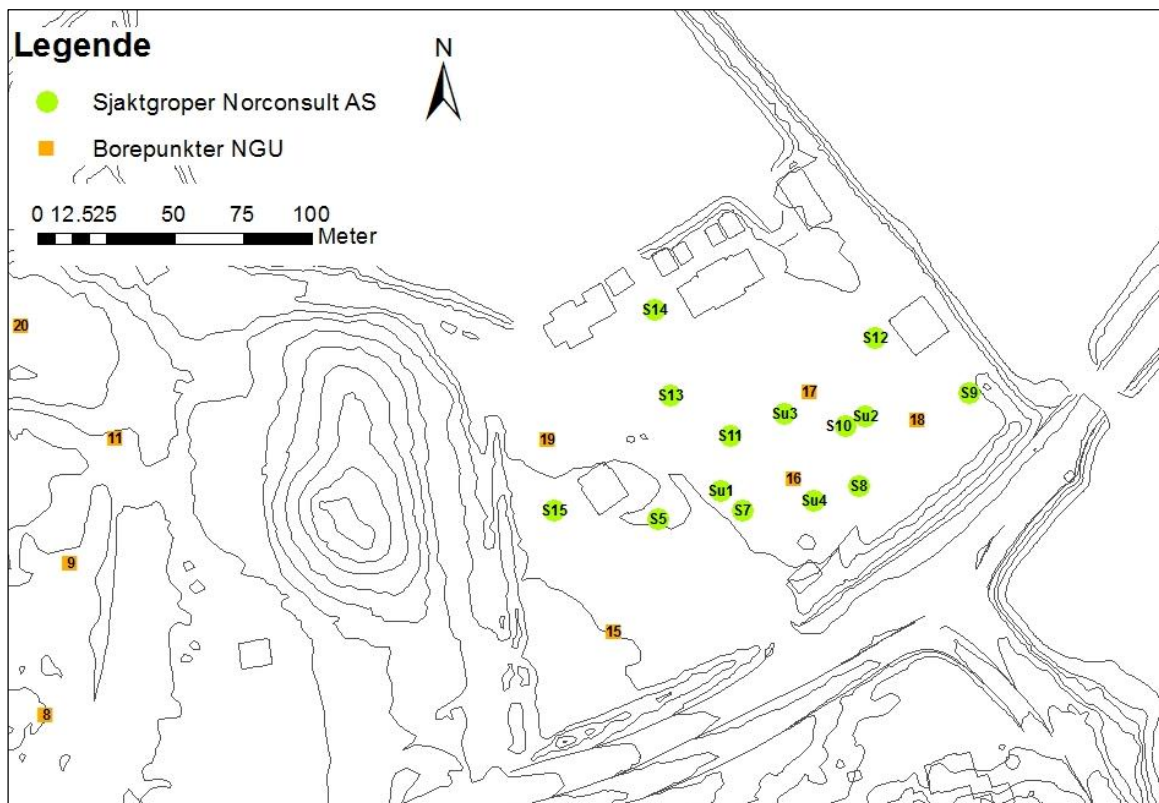 Legende
N
Sjaktgroper Norconsult AS
Borepunkter NGU
0 12.525 50 75 100
Meter
S14
20
S12
17
S9
S13
Su3
Su2
18
S10
11
19
S11
16
Su1
S8
Su4
S15
S7
S5
9
15
8